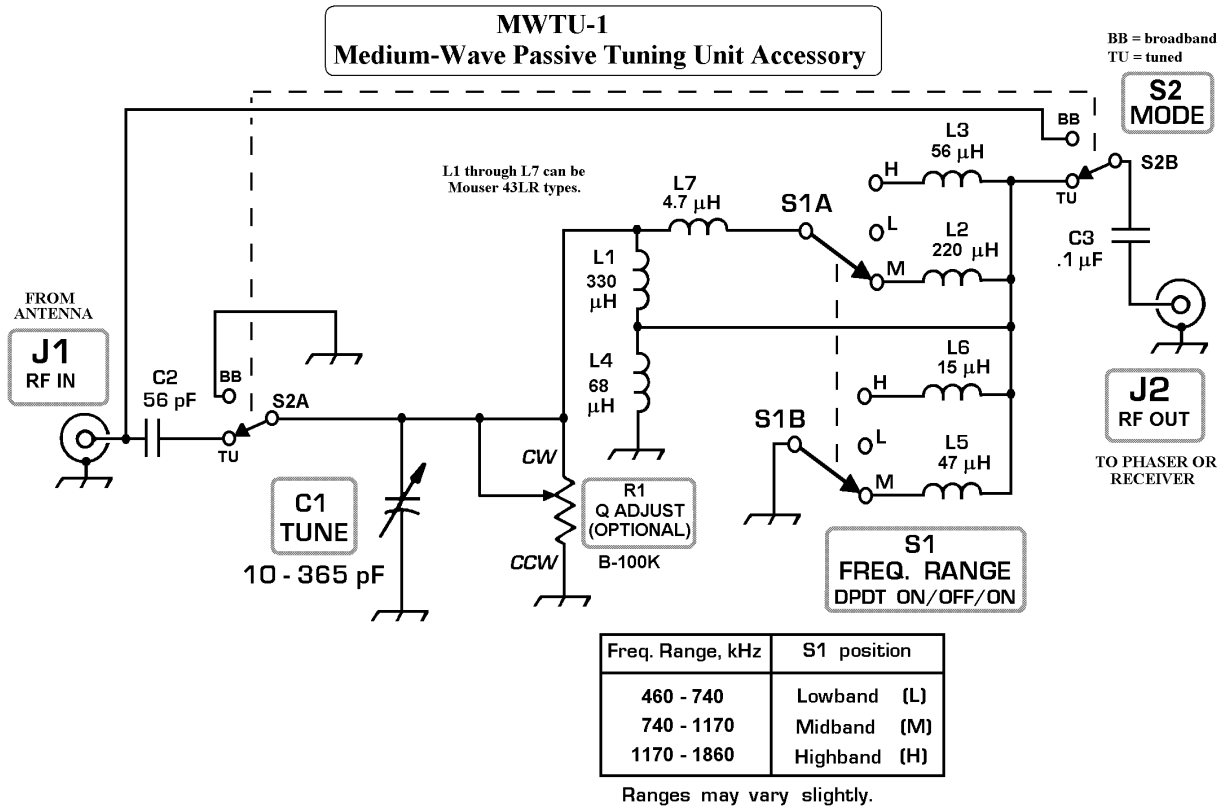 MWTU-1
Medium-Wave Passive Tuning Unit Accessory
BB = broadband
TU = tuned
S2
MODE
BB
L3
56 µH
H
S2B
TU
L1 through L7 can be
Mouser 43LR types.
L7
4.7 µH
S1A
L
L2
220 µH
M
C3
.1 µF
L1
330
µH
FROM
ANTENNA
J1
RF IN
L4
68
µH
L6
15 µH
H
J2
RF OUT
C2
56 pF
BB
S2A
TU
S1B
L
L5
47 µH
M
TO PHASER OR
RECEIVER
CW
C1
TUNE
10 - 365 pF
R1
Q ADJUST
(OPTIONAL)
CCW
B-100K
S1
FREQ. RANGE
DPDT ON/OFF/ON
Freq. Range, kHz S1 position
460 - 740 Lowband (L)
740 - 1170 Midband (M)
1170 - 1860 Highband (H)
Ranges may vary slightly.